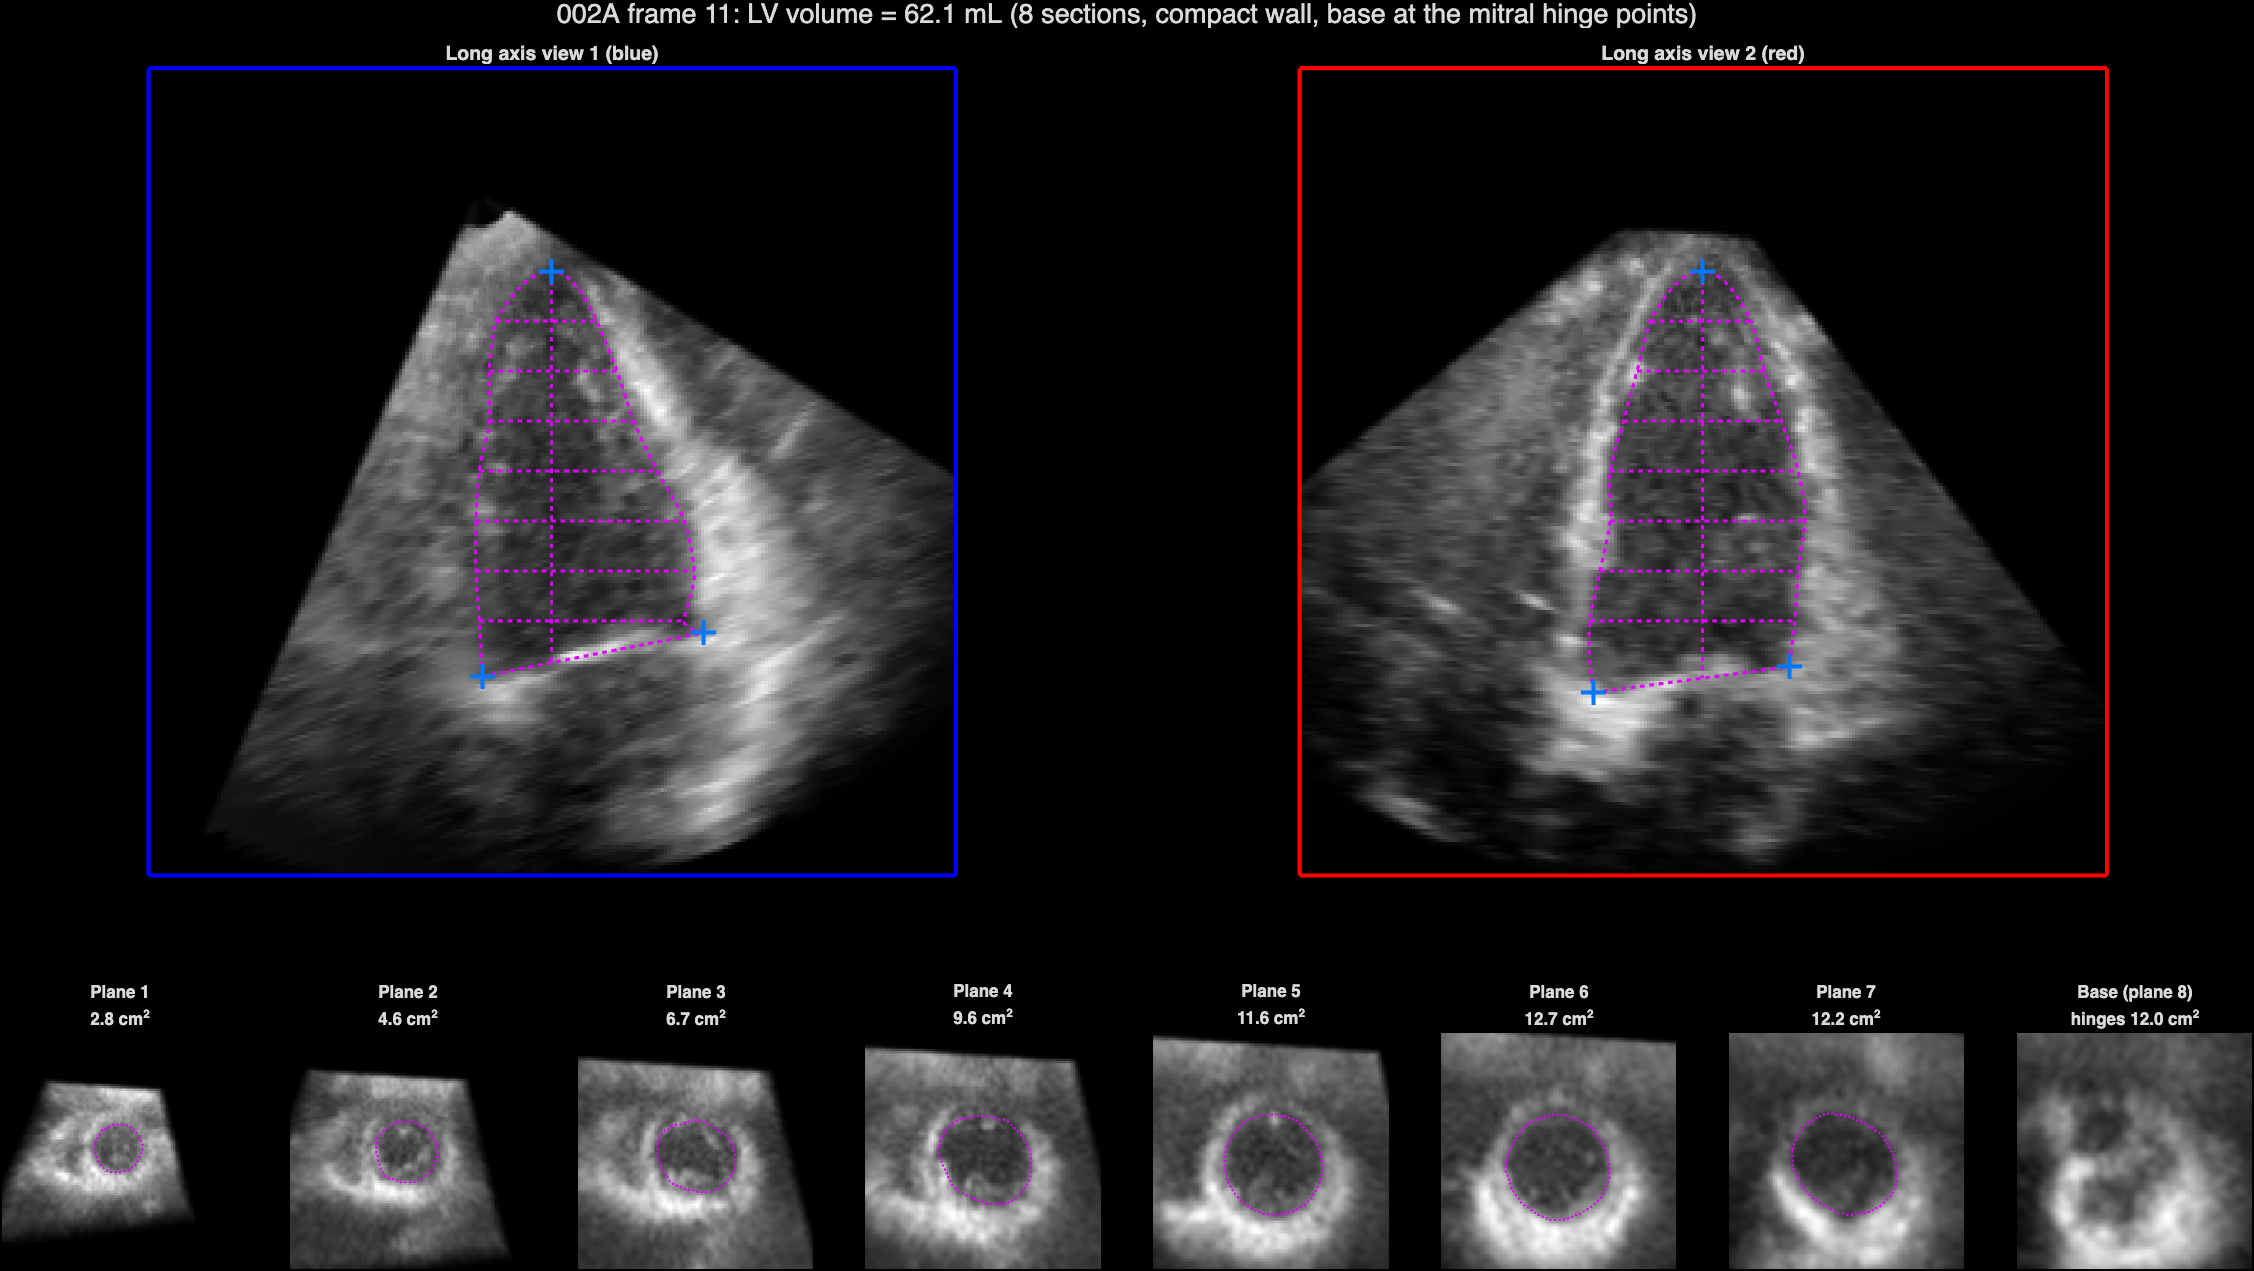 002A frame 11: LV volume = 62.1 mL (8 sections, compact wall, base at the mitral hinge points)
Long axis view 1 (blue)
Long axis view 2 (red)
Plane 1
2.8 cm²
Plane 2
4.6 cm²
Plane 3
6.7 cm²
Plane 4
9.6 cm²
Plane 5
11.6 cm²
Plane 6
12.7 cm²
Plane 7
12.2 cm²
Base (plane 8)
hinges 12.0 cm²